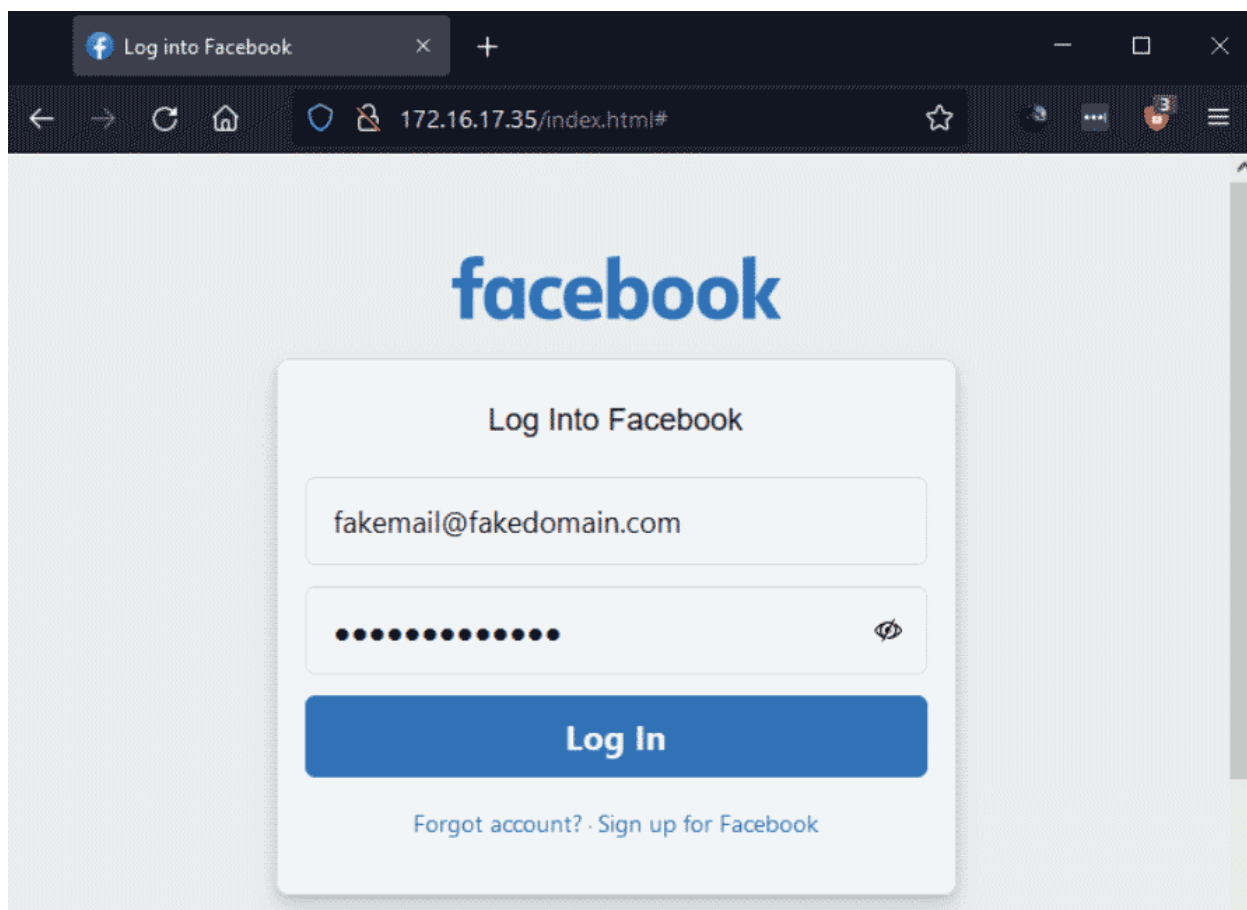 Log into Facebook
172.16.17.35/index.html#
3
facebook
Log Into Facebook
fakemail@fakedomain.com
•••••••••••••
Log In
Forgot account? · Sign up for Facebook